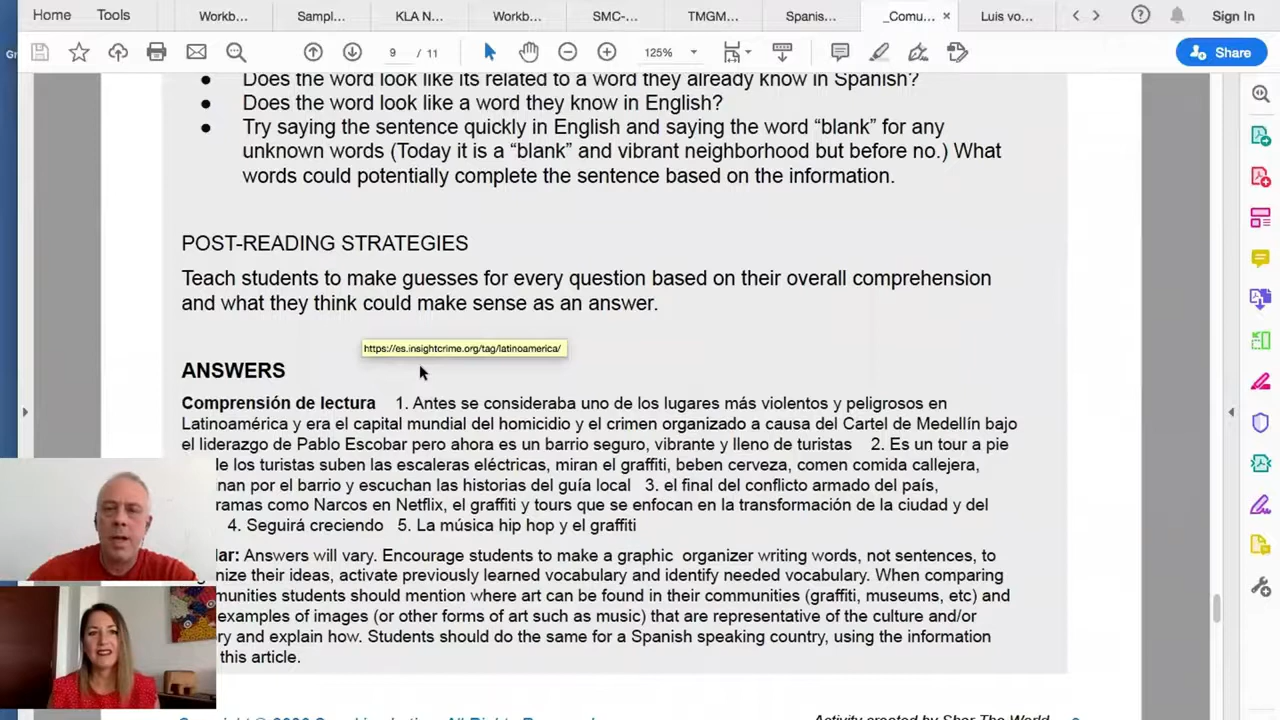 Home Tools Workb... Sampl... KLA N... Workb... SMC-... TMGM... Spanis... _Comu... × Luis vo... Sign In
9 / 11 125% Share
Does the word look like its related to a word they already know in Spanish?
Does the word look like a word they know in English?
Try saying the sentence quickly in English and saying the word “blank” for any
unknown words (Today it is a “blank” and vibrant neighborhood but before no.) What
words could potentially complete the sentence based on the information.
POST-READING STRATEGIES
Teach students to make guesses for every question based on their overall comprehension
and what they think could make sense as an answer.
https://es.insightcrime.org/tag/latinoamerica/
ANSWERS
Comprensión de lectura 1. Antes se consideraba uno de los lugares más violentos y peligrosos en
Latinoamérica y era el capital mundial del homicidio y el crimen organizado a causa del Cartel de Medellín bajo
el liderazgo de Pablo Escobar pero ahora es un barrio seguro, vibrante y lleno de turistas 2. Es un tour a pie
le los turistas suben las escaleras eléctricas, miran el graffiti, beben cerveza, comen comida callejera,
nan por el barrio y escuchan las historias del guía local 3. el final del conflicto armado del país,
ramas como Narcos en Netflix, el graffiti y tours que se enfocan en la transformación de la ciudad y del
4. Seguirá creciendo 5. La música hip hop y el graffiti
lar: Answers will vary. Encourage students to make a graphic organizer writing words, not sentences, to
nize their ideas, activate previously learned vocabulary and identify needed vocabulary. When comparing
munities students should mention where art can be found in their communities (graffiti, museums, etc) and
examples of images (or other forms of art such as music) that are representative of the culture and/or
ry and explain how. Students should do the same for a Spanish speaking country, using the information
this article.